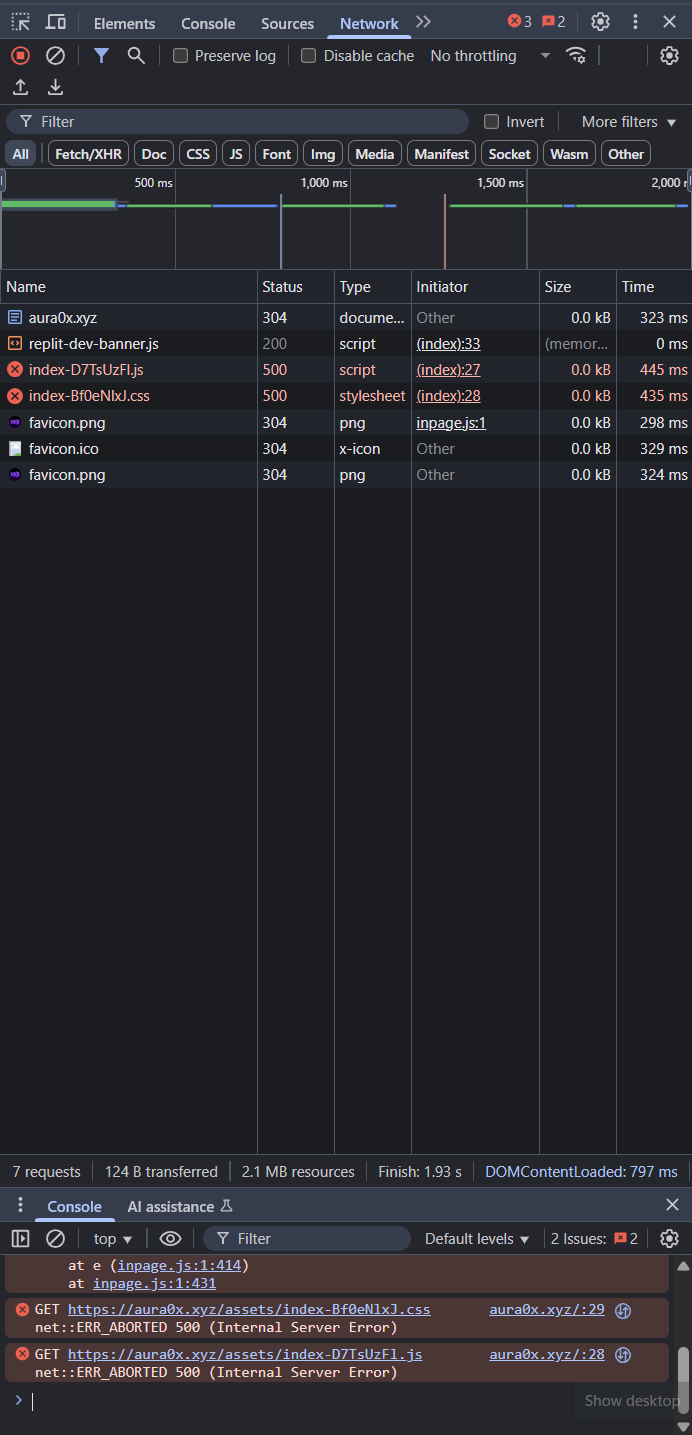 Elements Console Sources Network 3 2
Preserve log Disable cache No throttling
Filter Invert More filters
All Fetch/XHR Doc CSS JS Font Img Media Manifest Socket Wasm Other
500 ms 1,000 ms 1,500 ms 2,000 m
Name Status Type Initiator Size Time
aura0x.xyz 304 docume... Other 0.0 kB 323 ms
replit-dev-banner.js 200 script (index):33 (memor... 0 ms
index-D7TsUzFl.js 500 script (index):27 0.0 kB 445 ms
index-Bf0eNlxJ.css 500 stylesheet (index):28 0.0 kB 435 ms
favicon.png 304 png inpage.js:1 0.0 kB 298 ms
favicon.ico 304 x-icon Other 0.0 kB 329 ms
favicon.png 304 png Other 0.0 kB 324 ms
7 requests 124 B transferred 2.1 MB resources Finish: 1.93 s DOMContentLoaded: 797 ms
Console AI assistance
top Filter Default levels 2 Issues: 2
at e (inpage.js:1:414)
at inpage.js:1:431
GET https://aura0x.xyz/assets/index-Bf0eNlxJ.css aura0x.xyz/:29
net::ERR_ABORTED 500 (Internal Server Error)
GET https://aura0x.xyz/assets/index-D7TsUzFl.js aura0x.xyz/:28
net::ERR_ABORTED 500 (Internal Server Error)
> Show desktop